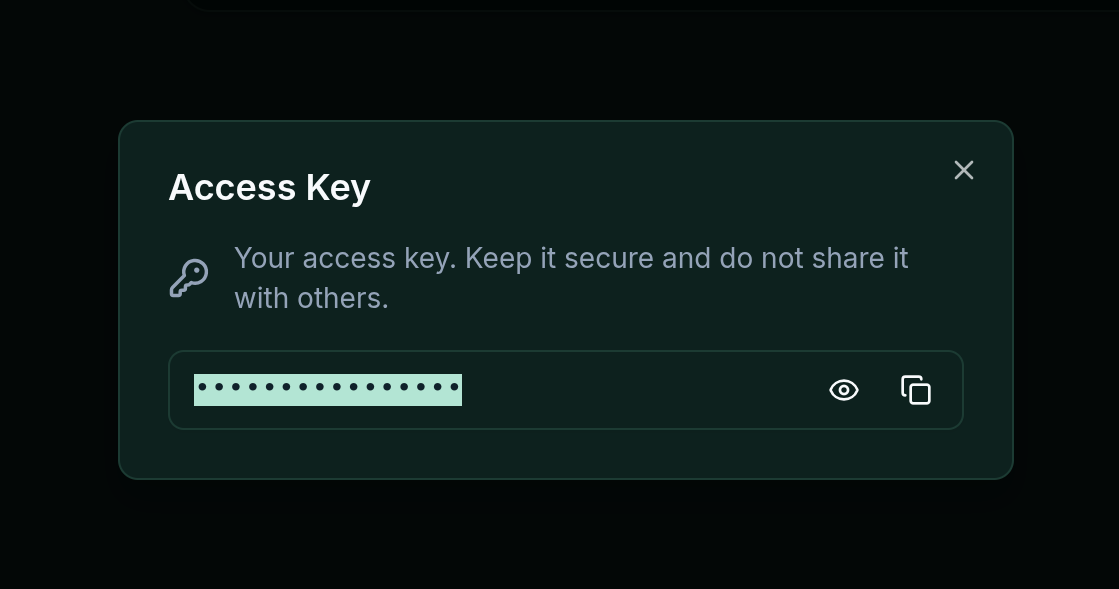 Access Key
Your access key. Keep it secure and do not share it
with others.
••••••••••••••••